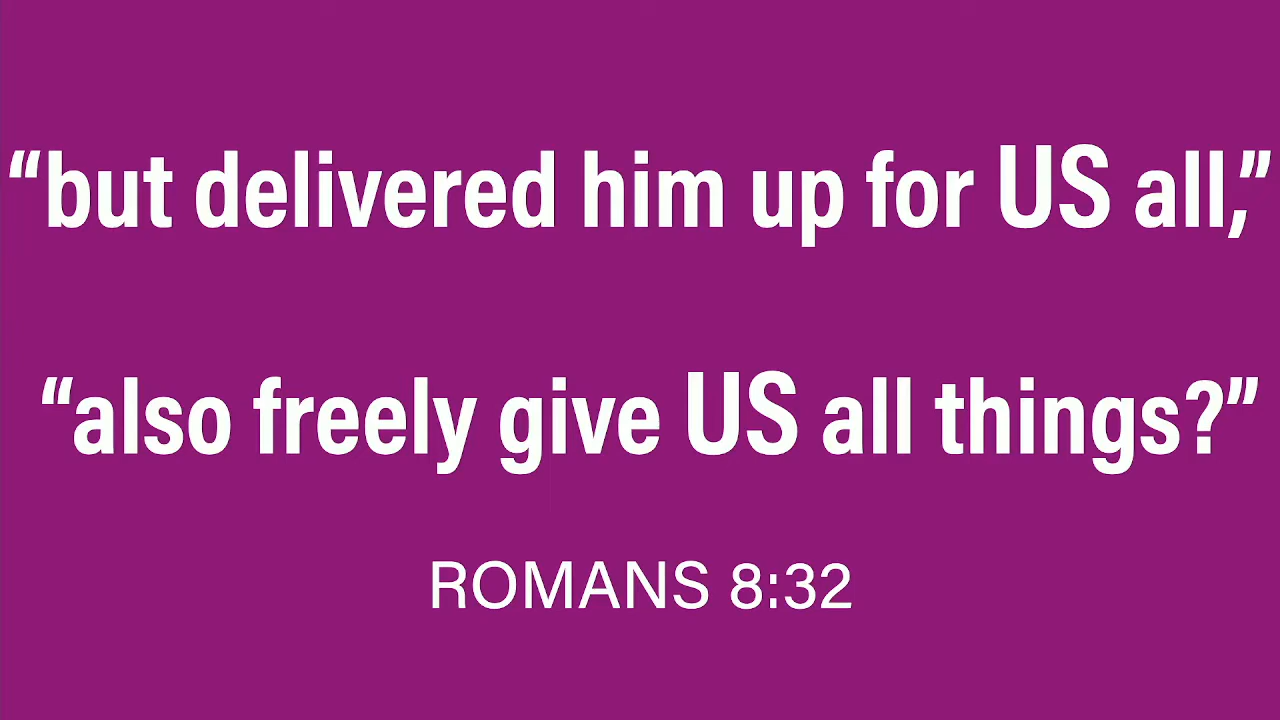 “but delivered him up for US all,”
“also freely give US all things?”
ROMANS 8:32